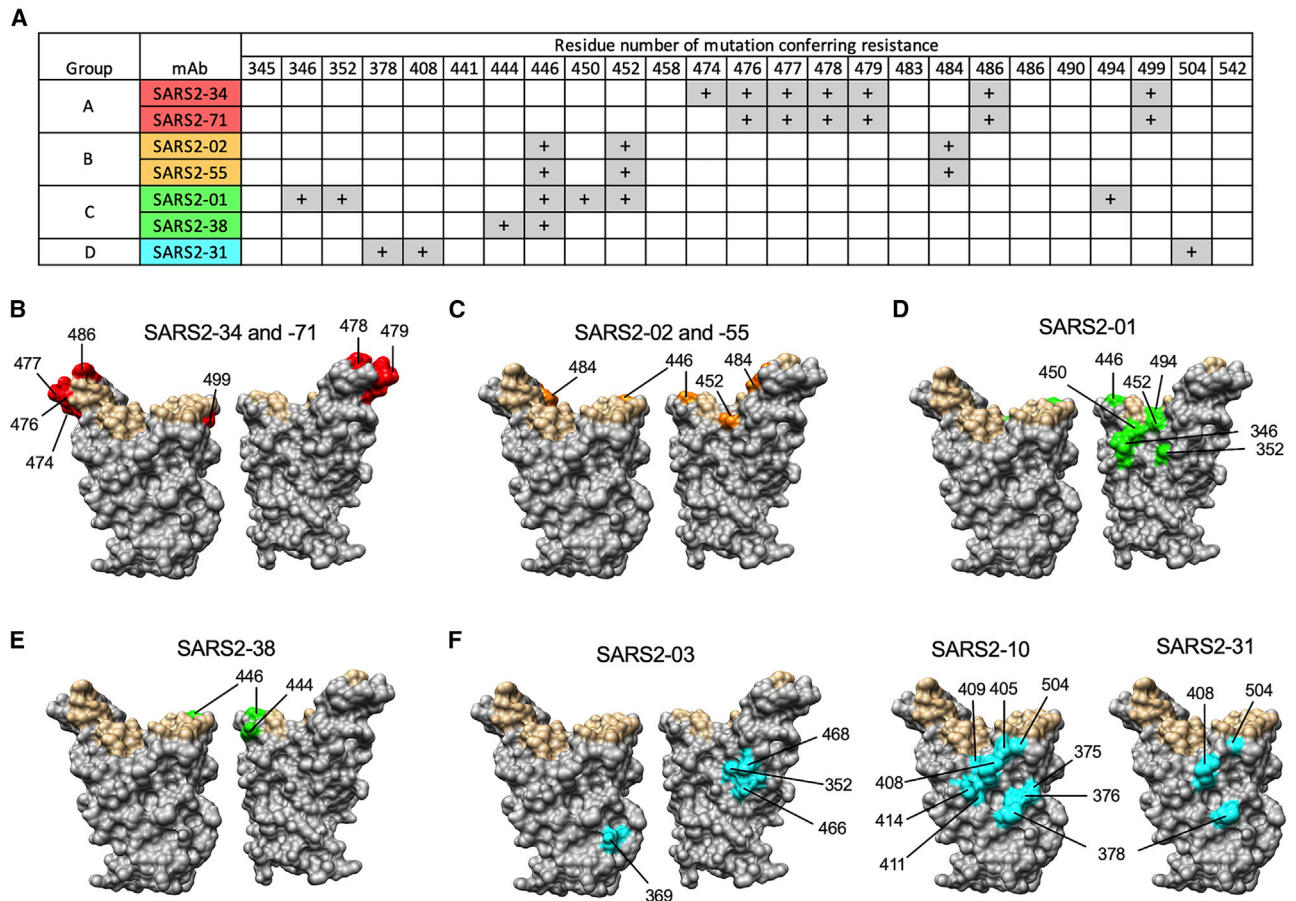 A
Residue number of mutation conferring resistance
Group mAb 345 346 352 378 408 441 444 446 450 452 458 474 476 477 478 479 483 484 486 486 490 494 499 504 542
A SARS2-34 + + + + + + +
SARS2-71 + + + + + +
B SARS2-02 + + +
SARS2-55 + + +
C SARS2-01 + + + + + +
SARS2-38 + +
D SARS2-31 + + +
B
SARS2-34 and -71
486
477
476
474
499
478
479
C
SARS2-02 and -55
484
446
452
484
D
SARS2-01
446
450
452
494
346
352
E
SARS2-38
446
444
F
SARS2-03
468
352
466
369
SARS2-10
409
405
504
408
414
411
375
376
378
SARS2-31
408
504